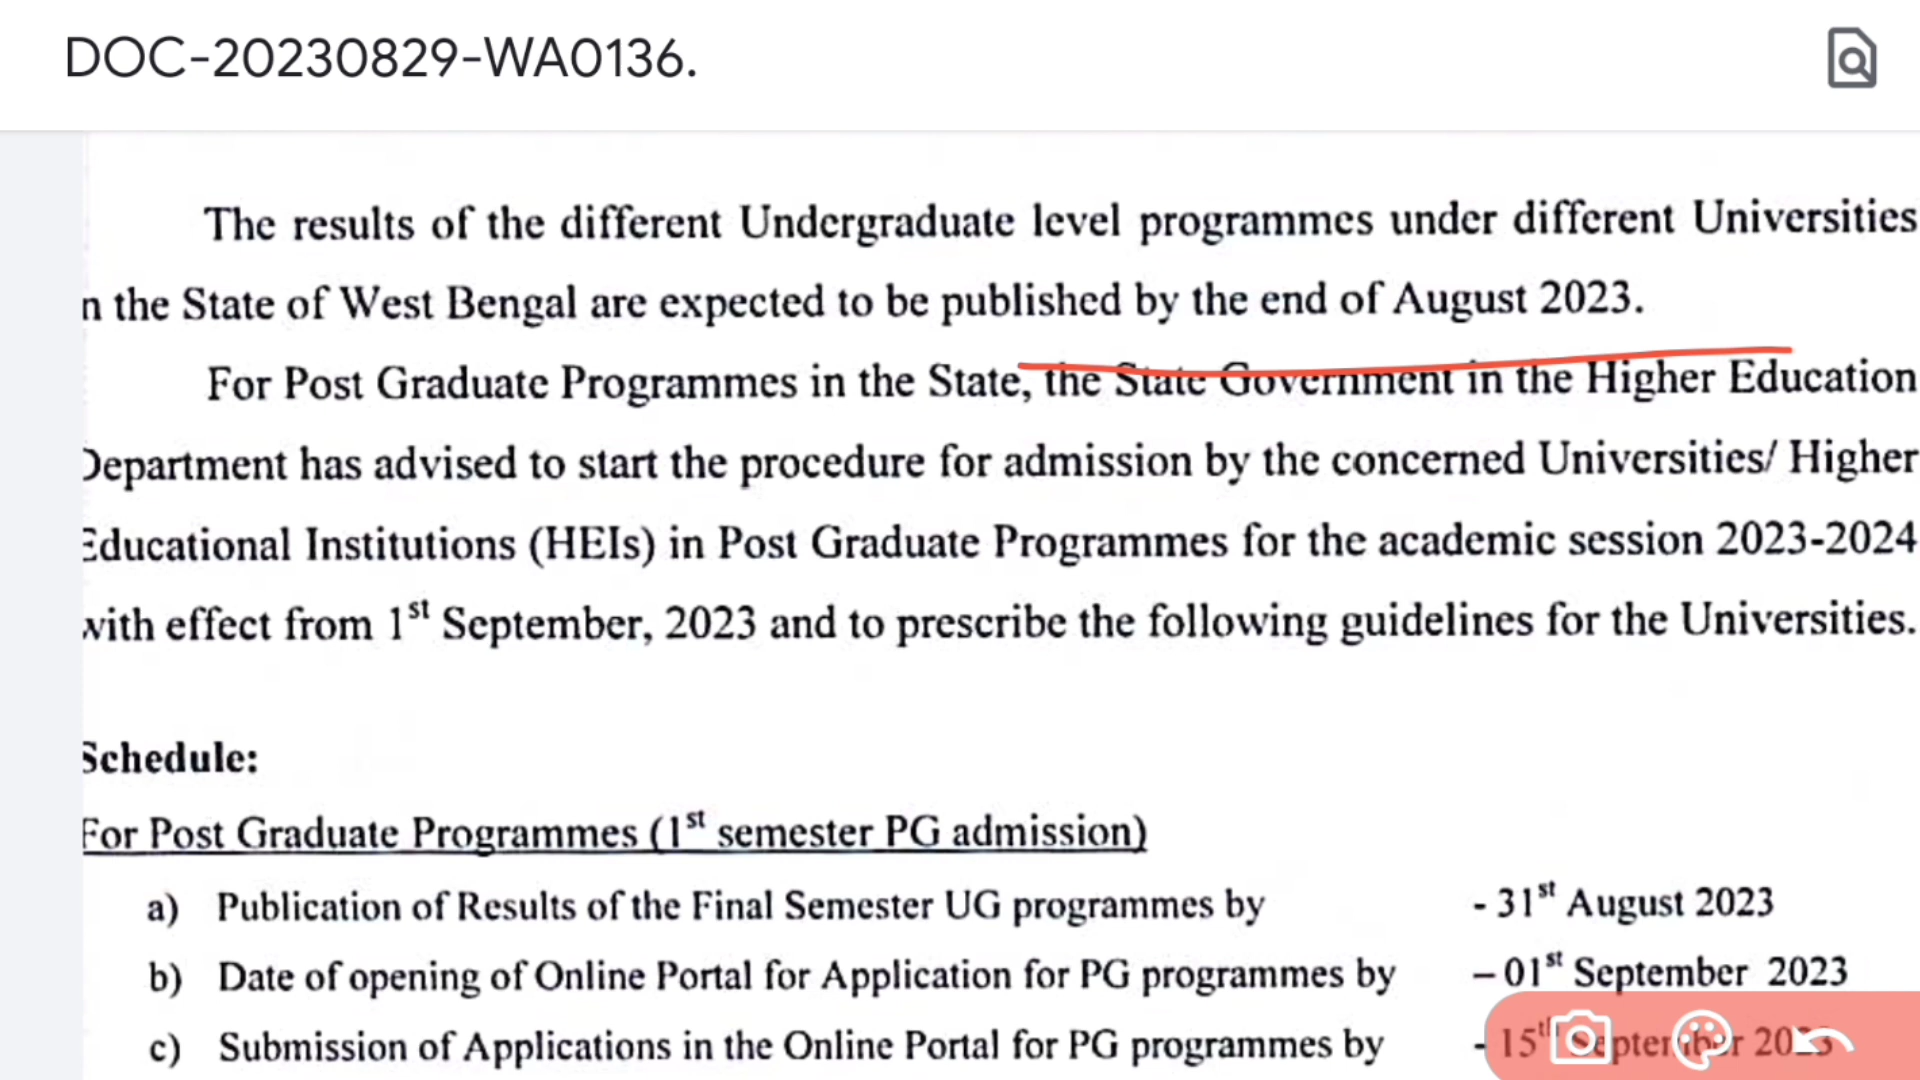 DOC-20230829-WA0136.
The results of the different Undergraduate level programmes under different Universities
n the State of West Bengal are expected to be published by the end of August 2023.
For Post Graduate Programmes in the State, the State Government in the Higher Education
Department has advised to start the procedure for admission by the concerned Universities/ Higher
Educational Institutions (HEIs) in Post Graduate Programmes for the academic session 2023-2024
with effect from 1st September, 2023 and to prescribe the following guidelines for the Universities.
Schedule:
For Post Graduate Programmes (1st semester PG admission)
a) Publication of Results of the Final Semester UG programmes by - 31st August 2023
b) Date of opening of Online Portal for Application for PG programmes by – 01st September 2023
c) Submission of Applications in the Online Portal for PG programmes by - 15th September 2023